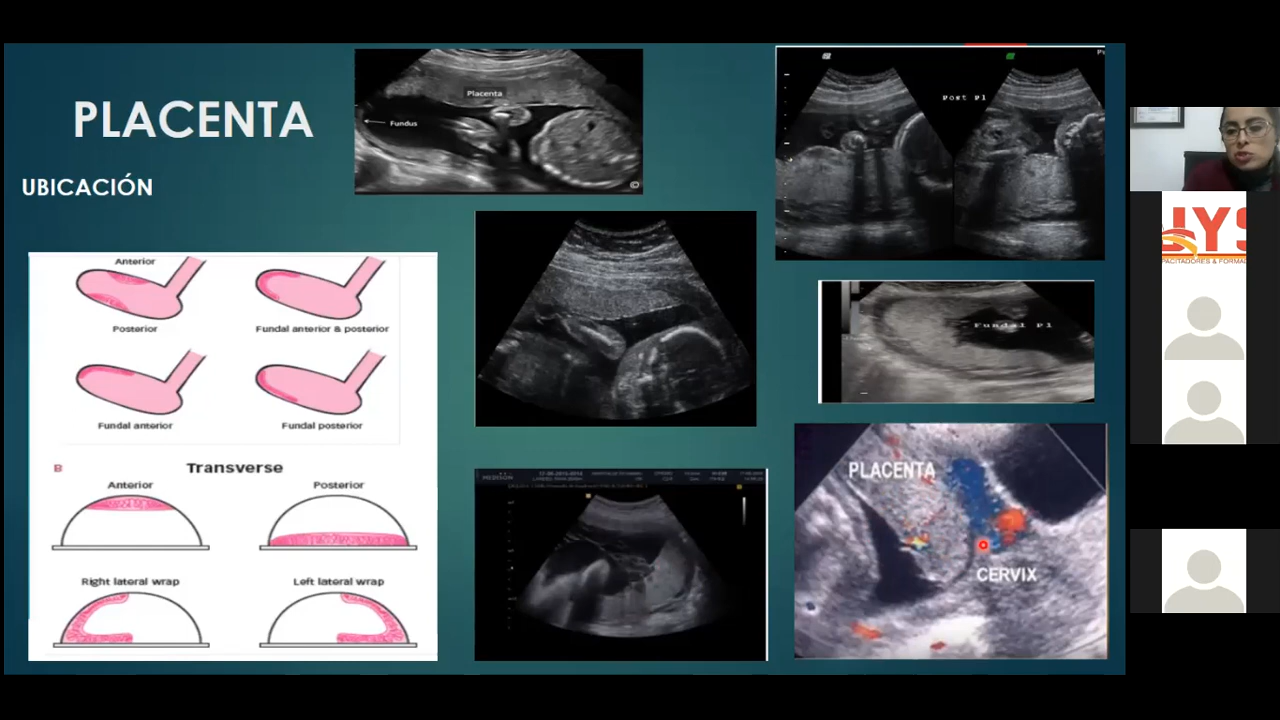 PLACENTA
UBICACIÓN
Placenta
Fundus
©
Post Pl
Anterior
Posterior
Fundal anterior & posterior
Fundal anterior
Fundal posterior
B
Transverse
Anterior
Posterior
Right lateral wrap
Left lateral wrap
Fundal Pl
MEDISON
PLACENTA
CERVIX